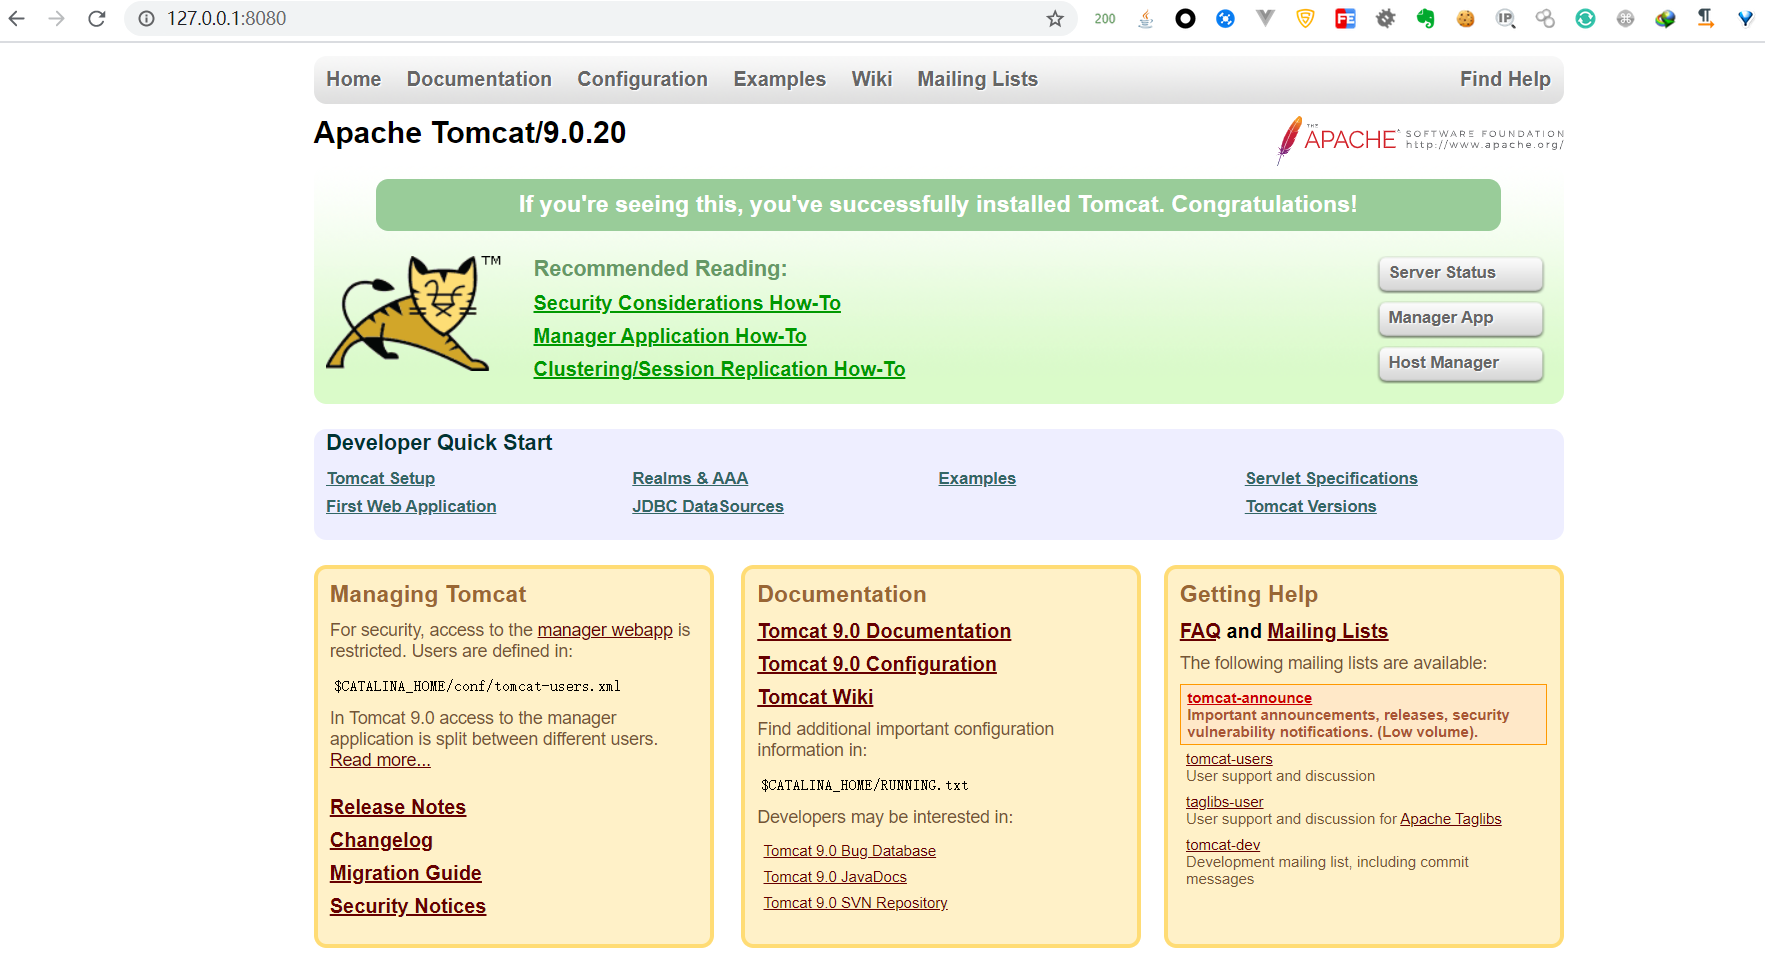 127.0.0.1:8080
200
Home Documentation Configuration Examples Wiki Mailing Lists Find Help
Apache Tomcat/9.0.20
THE APACHE SOFTWARE FOUNDATION
http://www.apache.org/
If you're seeing this, you've successfully installed Tomcat. Congratulations!
TM
Recommended Reading:
Security Considerations How-To
Manager Application How-To
Clustering/Session Replication How-To
Server Status
Manager App
Host Manager
Developer Quick Start
Tomcat Setup
First Web Application
Realms & AAA
JDBC DataSources
Examples
Servlet Specifications
Tomcat Versions
Managing Tomcat
For security, access to the manager webapp is
restricted. Users are defined in:
$CATALINA_HOME/conf/tomcat-users.xml
In Tomcat 9.0 access to the manager
application is split between different users.
Read more...
Release Notes
Changelog
Migration Guide
Security Notices
Documentation
Tomcat 9.0 Documentation
Tomcat 9.0 Configuration
Tomcat Wiki
Find additional important configuration
information in:
$CATALINA_HOME/RUNNING.txt
Developers may be interested in:
Tomcat 9.0 Bug Database
Tomcat 9.0 JavaDocs
Tomcat 9.0 SVN Repository
Getting Help
FAQ and Mailing Lists
The following mailing lists are available:
tomcat-announce
Important announcements, releases, security
vulnerability notifications. (Low volume).
tomcat-users
User support and discussion
taglibs-user
User support and discussion for Apache Taglibs
tomcat-dev
Development mailing list, including commit
messages